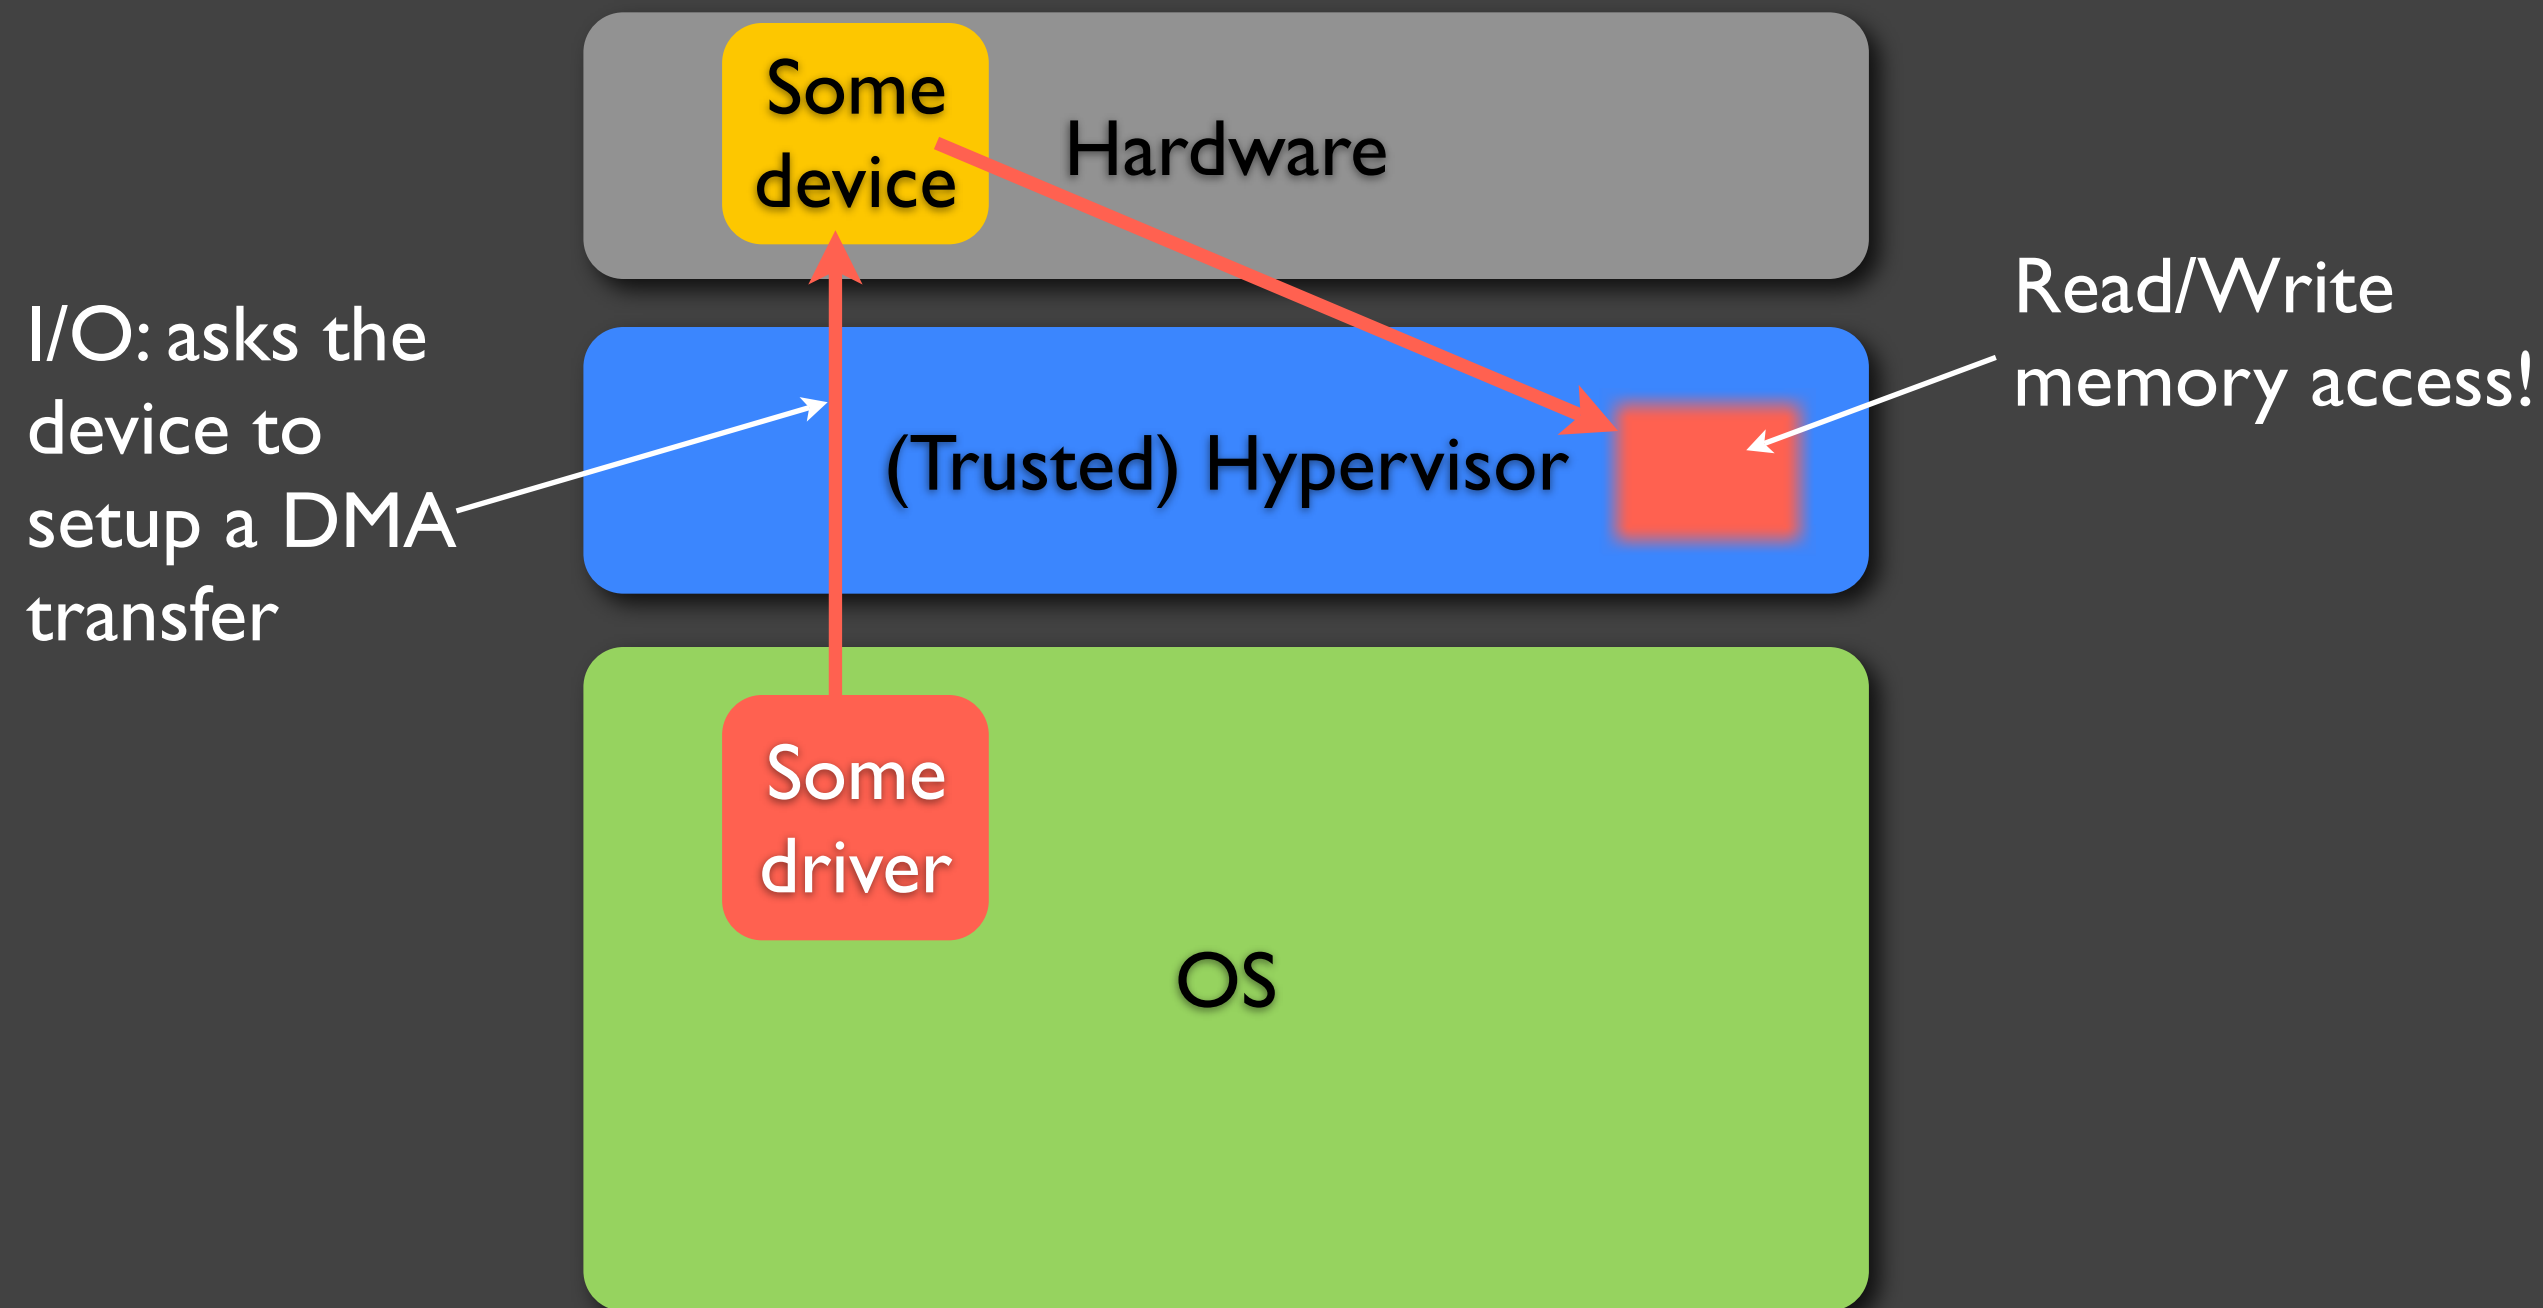 Some
device
Hardware
I/O: asks the
device to
setup a DMA
transfer
Read/Write
memory access!
(Trusted) Hypervisor
Some
driver
OS